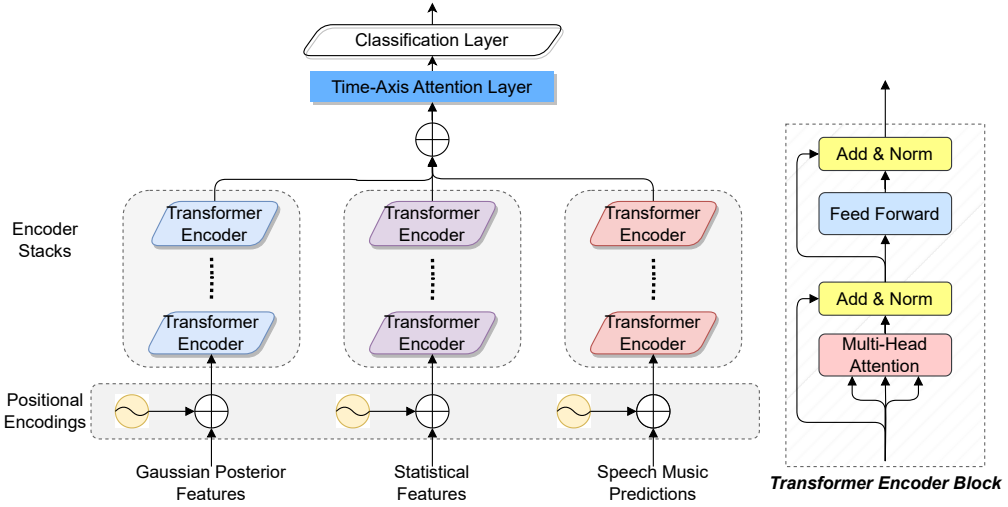 Classification Layer
Time-Axis Attention Layer
Encoder
Stacks
Transformer
Encoder
Transformer
Encoder
Transformer
Encoder
Transformer
Encoder
Transformer
Encoder
Transformer
Encoder
Positional
Encodings
Gaussian Posterior
Features
Statistical
Features
Speech Music
Predictions
Add & Norm
Feed Forward
Add & Norm
Multi-Head
Attention
Transformer Encoder Block